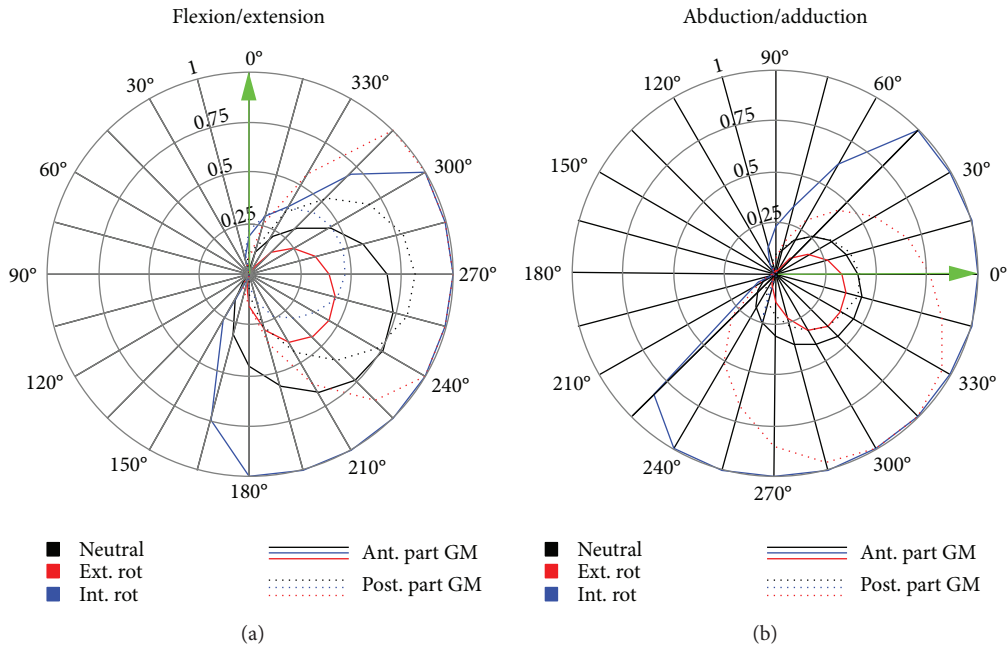 Flexion/extension
0°
330°
300°
270°
240°
210°
180°
150°
120°
90°
60°
30°
1
0.75
0.5
0.25
Neutral
Ext. rot
Int. rot
Ant. part GM
Post. part GM
(a)
Abduction/adduction
90°
60°
30°
0°
330°
300°
270°
240°
210°
180°
150°
120°
1
0.75
0.5
0.25
Neutral
Ext. rot
Int. rot
Ant. part GM
Post. part GM
(b)